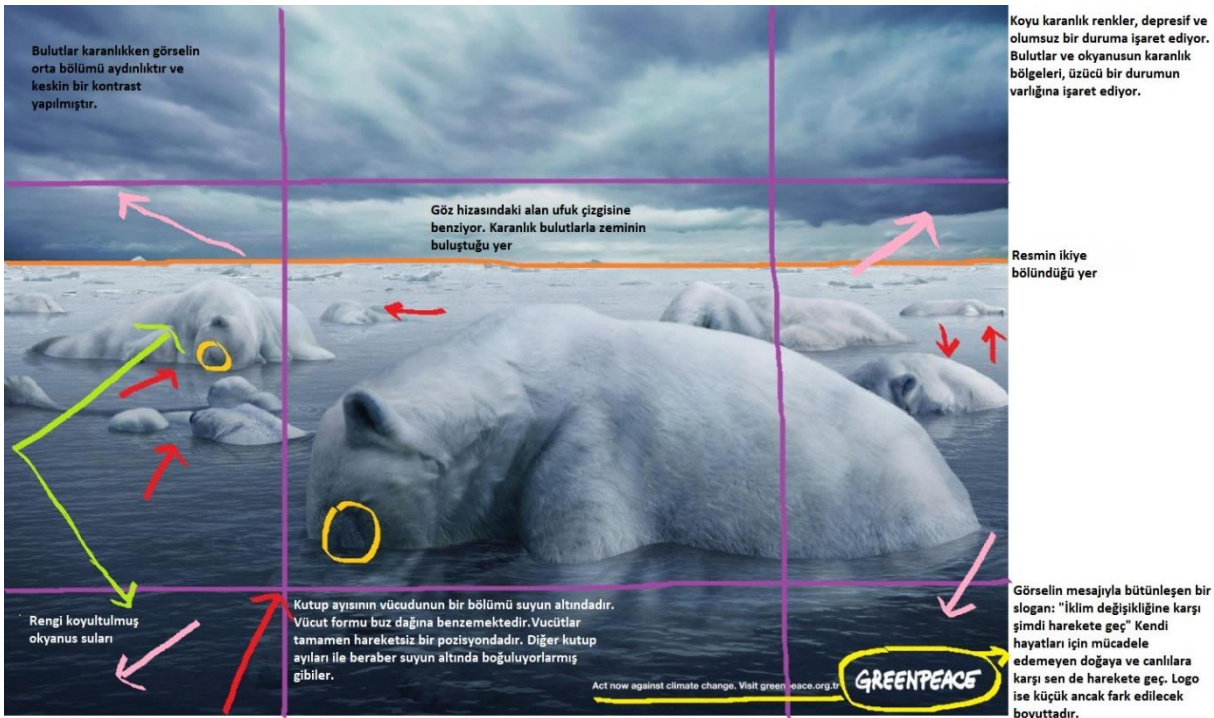 Bulutlar karanlıkken görselin
orta bölümü aydınlıktır ve
keskin bir kontrast
yapılmıştır.
Koyu karanlık renkler, depresif ve
olumsuz bir duruma işaret ediyor.
Bulutlar ve okyanusun karanlık
bölgeleri, üzücü bir durumun
varlığına işaret ediyor.
Göz hizasındaki alan ufuk çizgisine
benziyor. Karanlık bulutlarla zeminin
buluştuğu yer
Resmin ikiye
bölündüğü yer
Rengi koyultulmuş
okyanus suları
Kutup ayısının vücudunun bir bölümü suyun altındadır.
Vücut formu buz dağına benzemektedir.Vucütlar
tamamen hareketsiz bir pozisyondadır. Diğer kutup
ayıları ile beraber suyun altında boğuluyorlarmış
gibiler.
Act now against climate change. Visit greenpeace.org.tr
GREENPEACE
Görselin mesajıyla bütünleşen bir
slogan: "İklim değişikliğine karşı
şimdi harekete geç" Kendi
hayatları için mücadele
edemeyen doğaya ve canlılara
karşı sen de harekete geç. Logo
ise küçük ancak fark edilecek
boyuttadır.